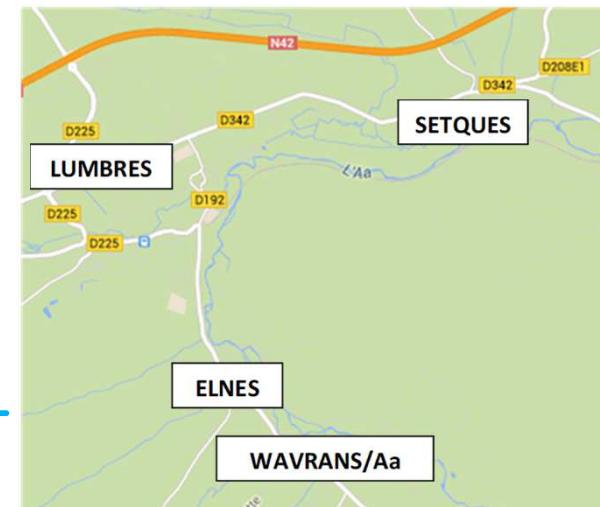 N42
D208E1
D342
SETQUES
D342
D225
LUMBRES
L'Aa
D192
D225
D225
ELNES
WAVRANS/Aa